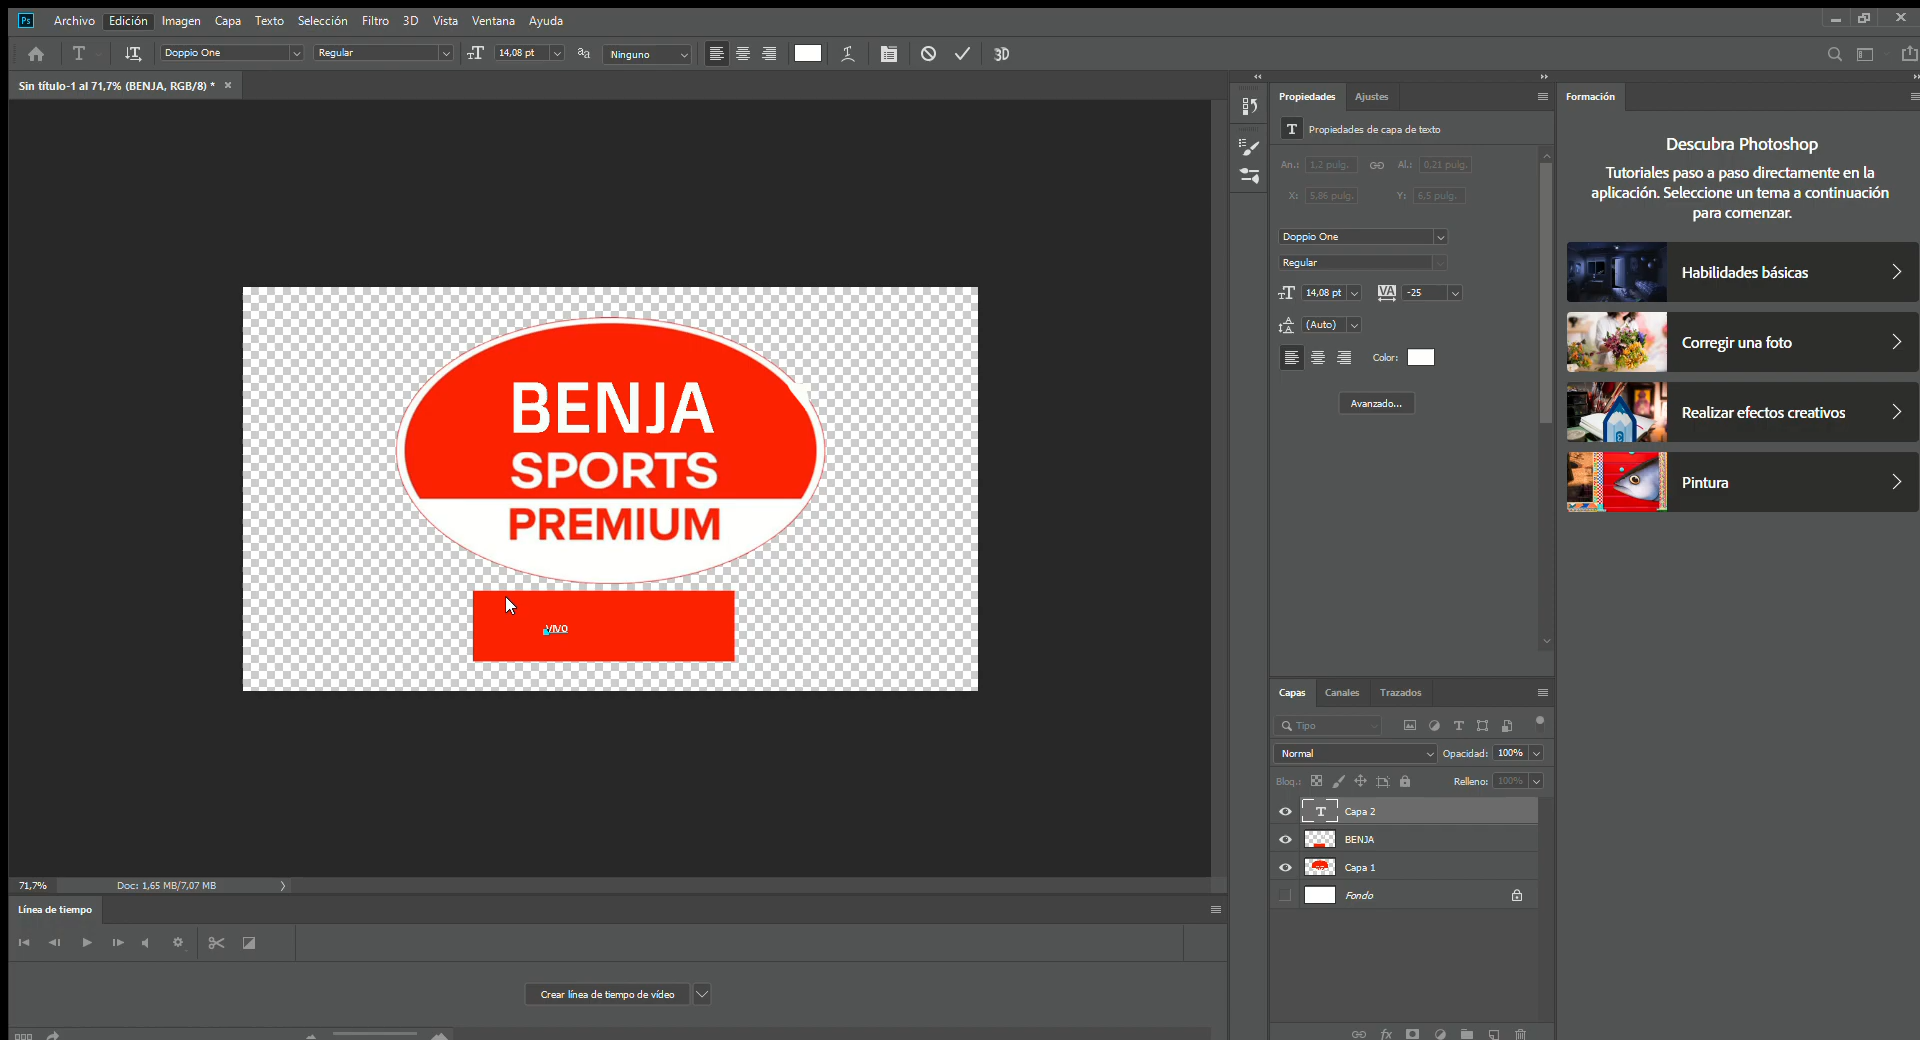 Ps Archivo Edición Imagen Capa Texto Selección Filtro 3D Vista Ventana Ayuda
T Doppio One Regular 14,08 pt aa Ninguno 3D
Sin título-1 al 71,7% (BENJA, RGB/8) *
BENJA
SPORTS
PREMIUM
VIVO
71,7% Doc: 1,65 MB/7,07 MB
Línea de tiempo
Crear línea de tiempo de vídeo
Propiedades Ajustes
T Propiedades de capa de texto
An.: 1,2 pulg. Al.: 0,21 pulg.
X: 5,86 pulg. Y: 6,5 pulg.
Doppio One
Regular
14,08 pt VA -25
(Auto)
Color:
Avanzado...
Capas Canales Trazados
Tipo
Normal Opacidad: 100%
Bloq.: Relleno: 100%
T Capa 2
BENJA
Capa 1
Fondo
fx
Formación
Descubra Photoshop
Tutoriales paso a paso directamente en la
aplicación. Seleccione un tema a continuación
para comenzar.
Habilidades básicas
Corregir una foto
Realizar efectos creativos
Pintura